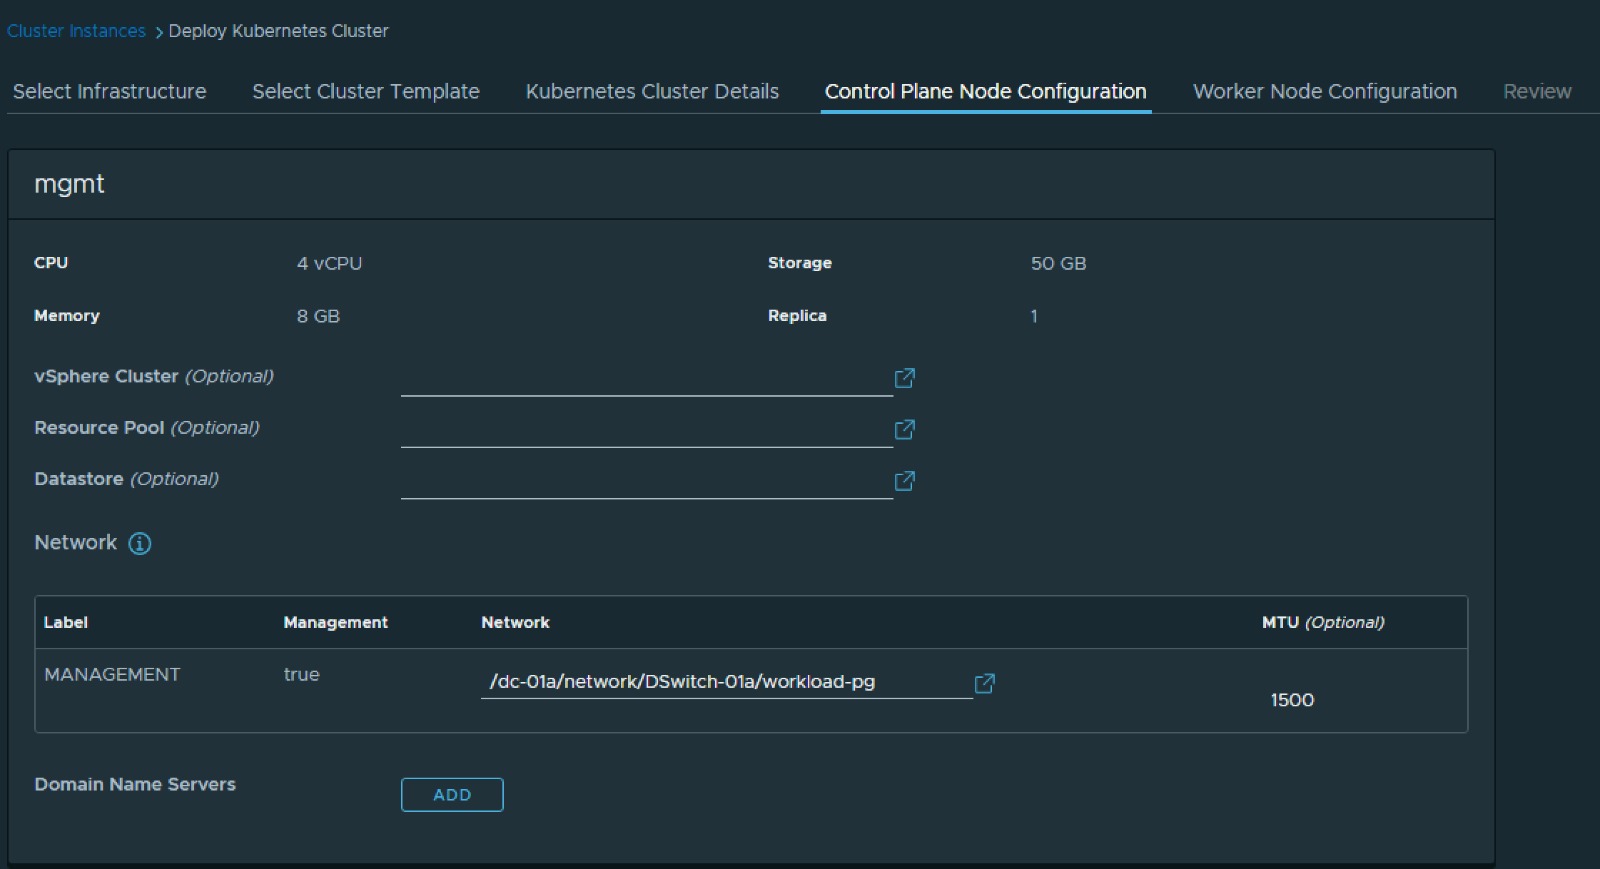 Cluster Instances > Deploy Kubernetes Cluster
Select Infrastructure Select Cluster Template Kubernetes Cluster Details Control Plane Node Configuration Worker Node Configuration Review
mgmt
CPU 4 vCPU Storage 50 GB
Memory 8 GB Replica 1
vSphere Cluster (Optional)
Resource Pool (Optional)
Datastore (Optional)
Network
Label Management Network MTU (Optional)
MANAGEMENT true /dc-01a/network/DSwitch-01a/workload-pg 1500
Domain Name Servers ADD